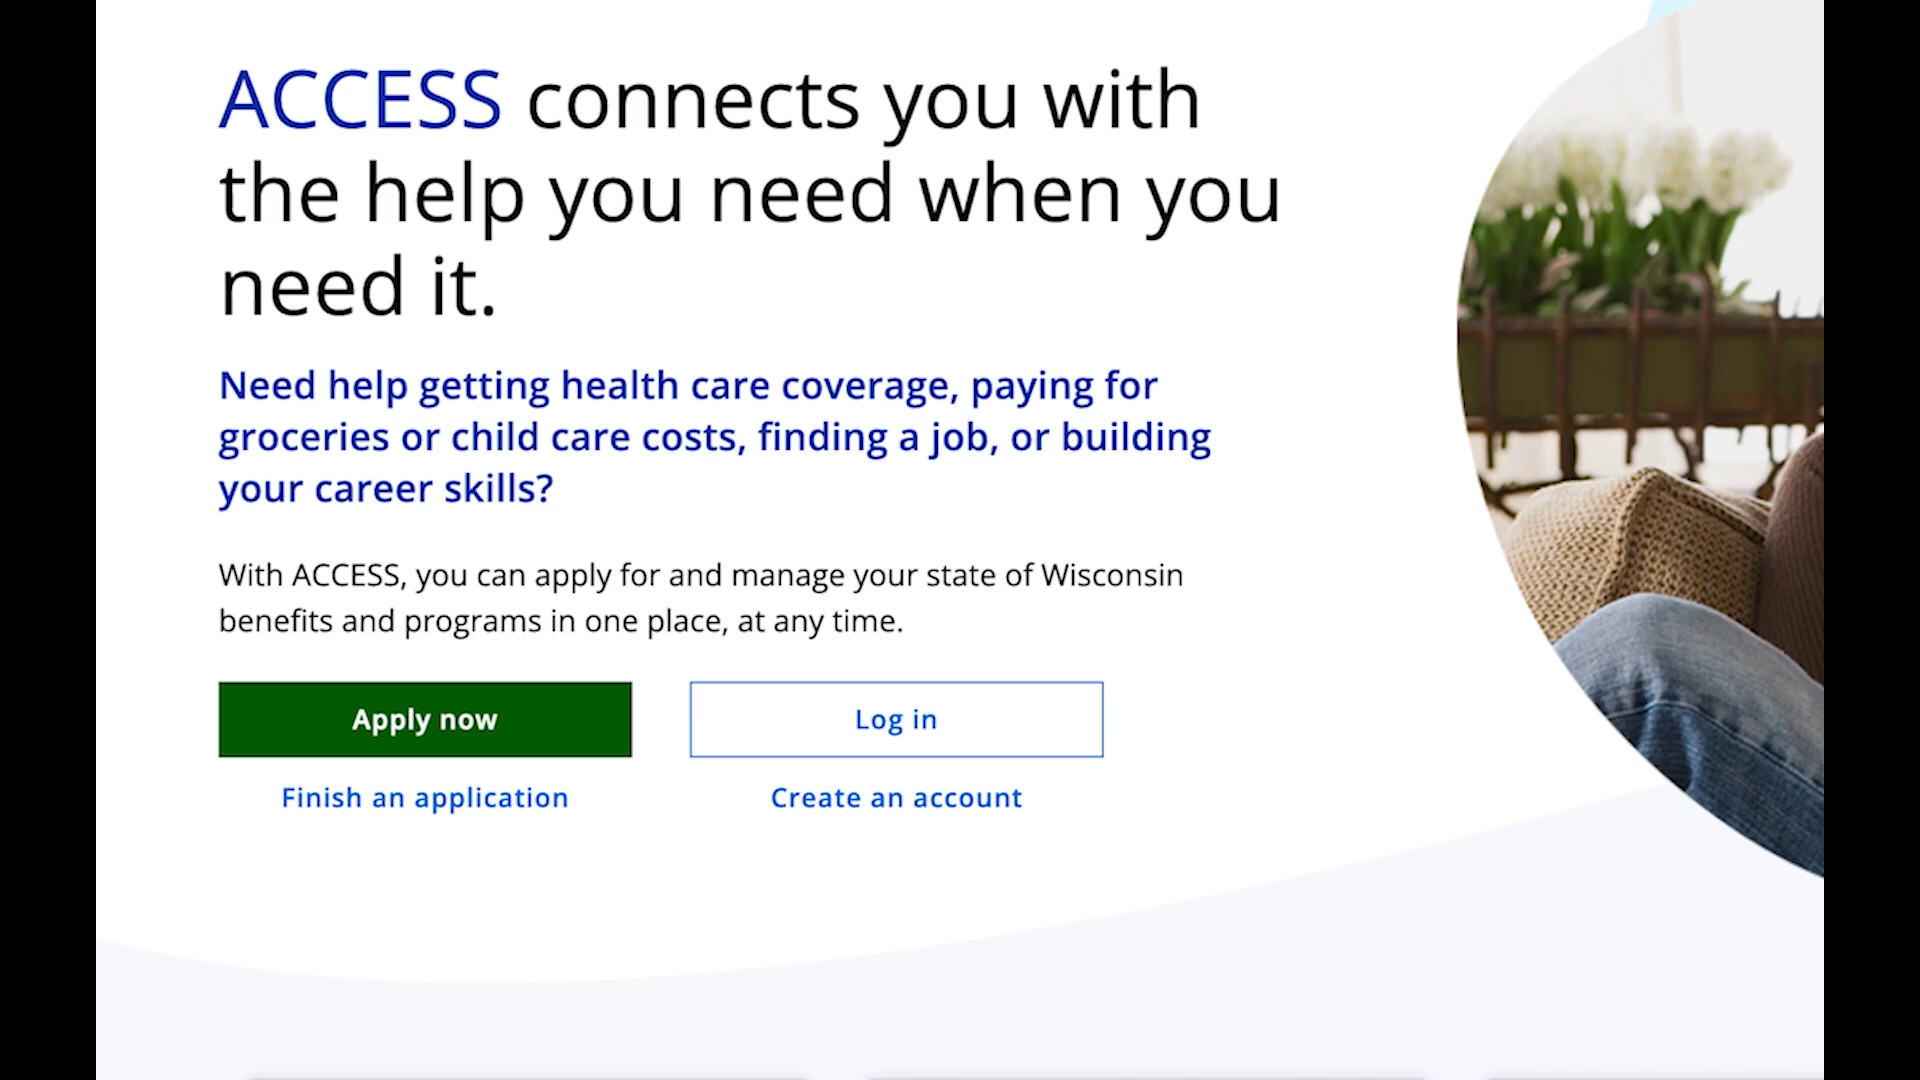 ACCESS connects you with
the help you need when you
need it.
Need help getting health care coverage, paying for
groceries or child care costs, finding a job, or building
your career skills?
With ACCESS, you can apply for and manage your state of Wisconsin
benefits and programs in one place, at any time.
Apply now
Log in
Finish an application
Create an account